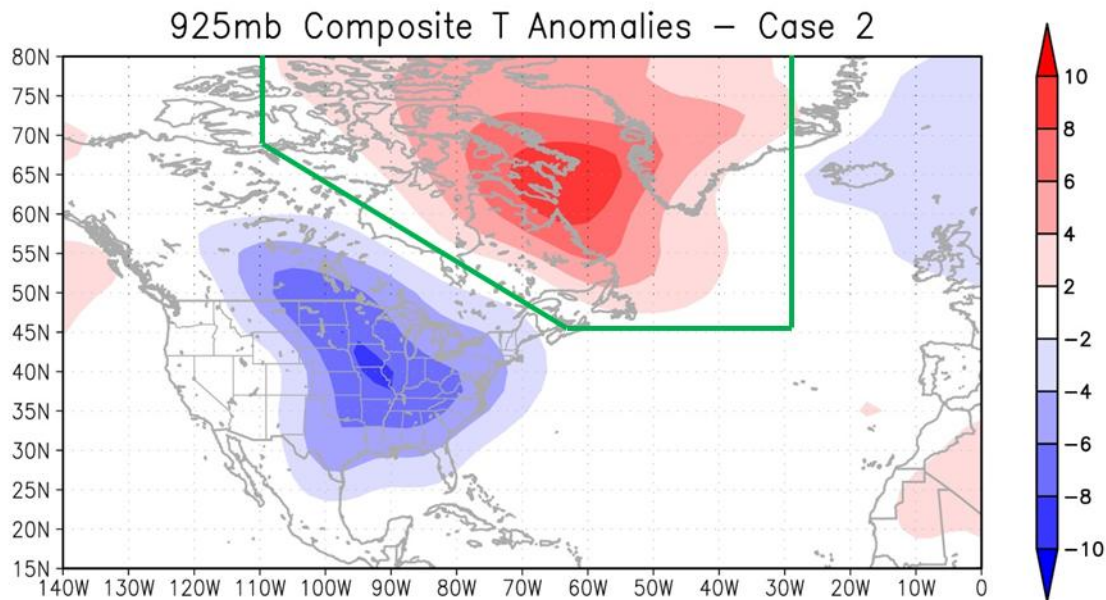 925mb Composite T Anomalies – Case 2
80N
75N
70N
65N
60N
55N
50N
45N
40N
35N
30N
25N
20N
15N
140W 130W 120W 110W 100W 90W 80W 70W 60W 50W 40W 30W 20W 10W 0
10
8
6
4
2
−2
−4
−6
−8
−10